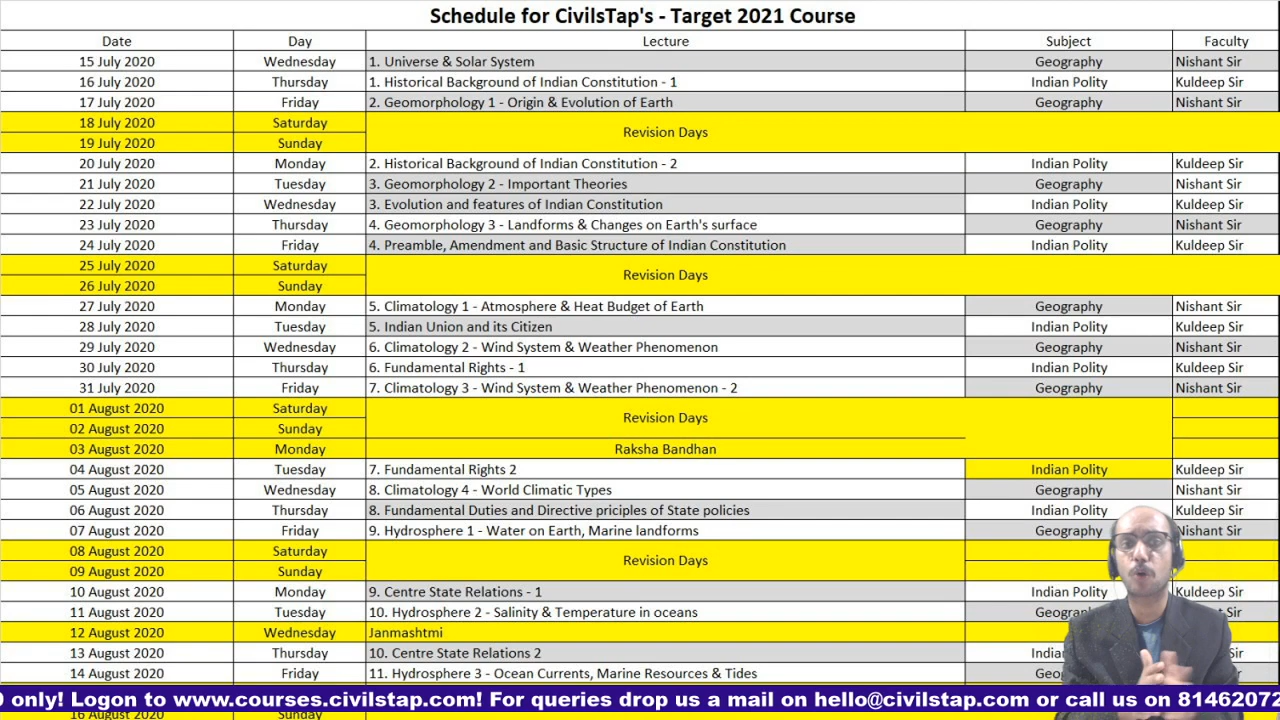 Schedule for CivilsTap's - Target 2021 Course
Date Day Lecture Subject Faculty
15 July 2020 Wednesday 1. Universe & Solar System Geography Nishant Sir
16 July 2020 Thursday 1. Historical Background of Indian Constitution - 1 Indian Polity Kuldeep Sir
17 July 2020 Friday 2. Geomorphology 1 - Origin & Evolution of Earth Geography Nishant Sir
18 July 2020 Saturday
Revision Days
19 July 2020 Sunday
20 July 2020 Monday 2. Historical Background of Indian Constitution - 2 Indian Polity Kuldeep Sir
21 July 2020 Tuesday 3. Geomorphology 2 - Important Theories Geography Nishant Sir
22 July 2020 Wednesday 3. Evolution and features of Indian Constitution Indian Polity Kuldeep Sir
23 July 2020 Thursday 4. Geomorphology 3 - Landforms & Changes on Earth's surface Geography Nishant Sir
24 July 2020 Friday 4. Preamble, Amendment and Basic Structure of Indian Constitution Indian Polity Kuldeep Sir
25 July 2020 Saturday
Revision Days
26 July 2020 Sunday
27 July 2020 Monday 5. Climatology 1 - Atmosphere & Heat Budget of Earth Geography Nishant Sir
28 July 2020 Tuesday 5. Indian Union and its Citizen Indian Polity Kuldeep Sir
29 July 2020 Wednesday 6. Climatology 2 - Wind System & Weather Phenomenon Geography Nishant Sir
30 July 2020 Thursday 6. Fundamental Rights - 1 Indian Polity Kuldeep Sir
31 July 2020 Friday 7. Climatology 3 - Wind System & Weather Phenomenon - 2 Geography Nishant Sir
01 August 2020 Saturday
Revision Days
02 August 2020 Sunday
03 August 2020 Monday Raksha Bandhan
04 August 2020 Tuesday 7. Fundamental Rights 2 Indian Polity Kuldeep Sir
05 August 2020 Wednesday 8. Climatology 4 - World Climatic Types Geography Nishant Sir
06 August 2020 Thursday 8. Fundamental Duties and Directive priciples of State policies Indian Polity Kuldeep Sir
07 August 2020 Friday 9. Hydrosphere 1 - Water on Earth, Marine landforms Geography Nishant Sir
08 August 2020 Saturday
Revision Days
09 August 2020 Sunday
10 August 2020 Monday 9. Centre State Relations - 1 Indian Polity Kuldeep Sir
11 August 2020 Tuesday 10. Hydrosphere 2 - Salinity & Temperature in oceans Sir
12 August 2020 Wednesday Janmashtmi
13 August 2020 Thursday 10. Centre State Relations 2
14 August 2020 Friday 11. Hydrosphere 3 - Ocean Currents, Marine Resources & Tides
only! Logon to www.courses.civilstap.com! For queries drop us a mail on hello@civilstap.com or call us on 81462072
16 August 2020 Sunday